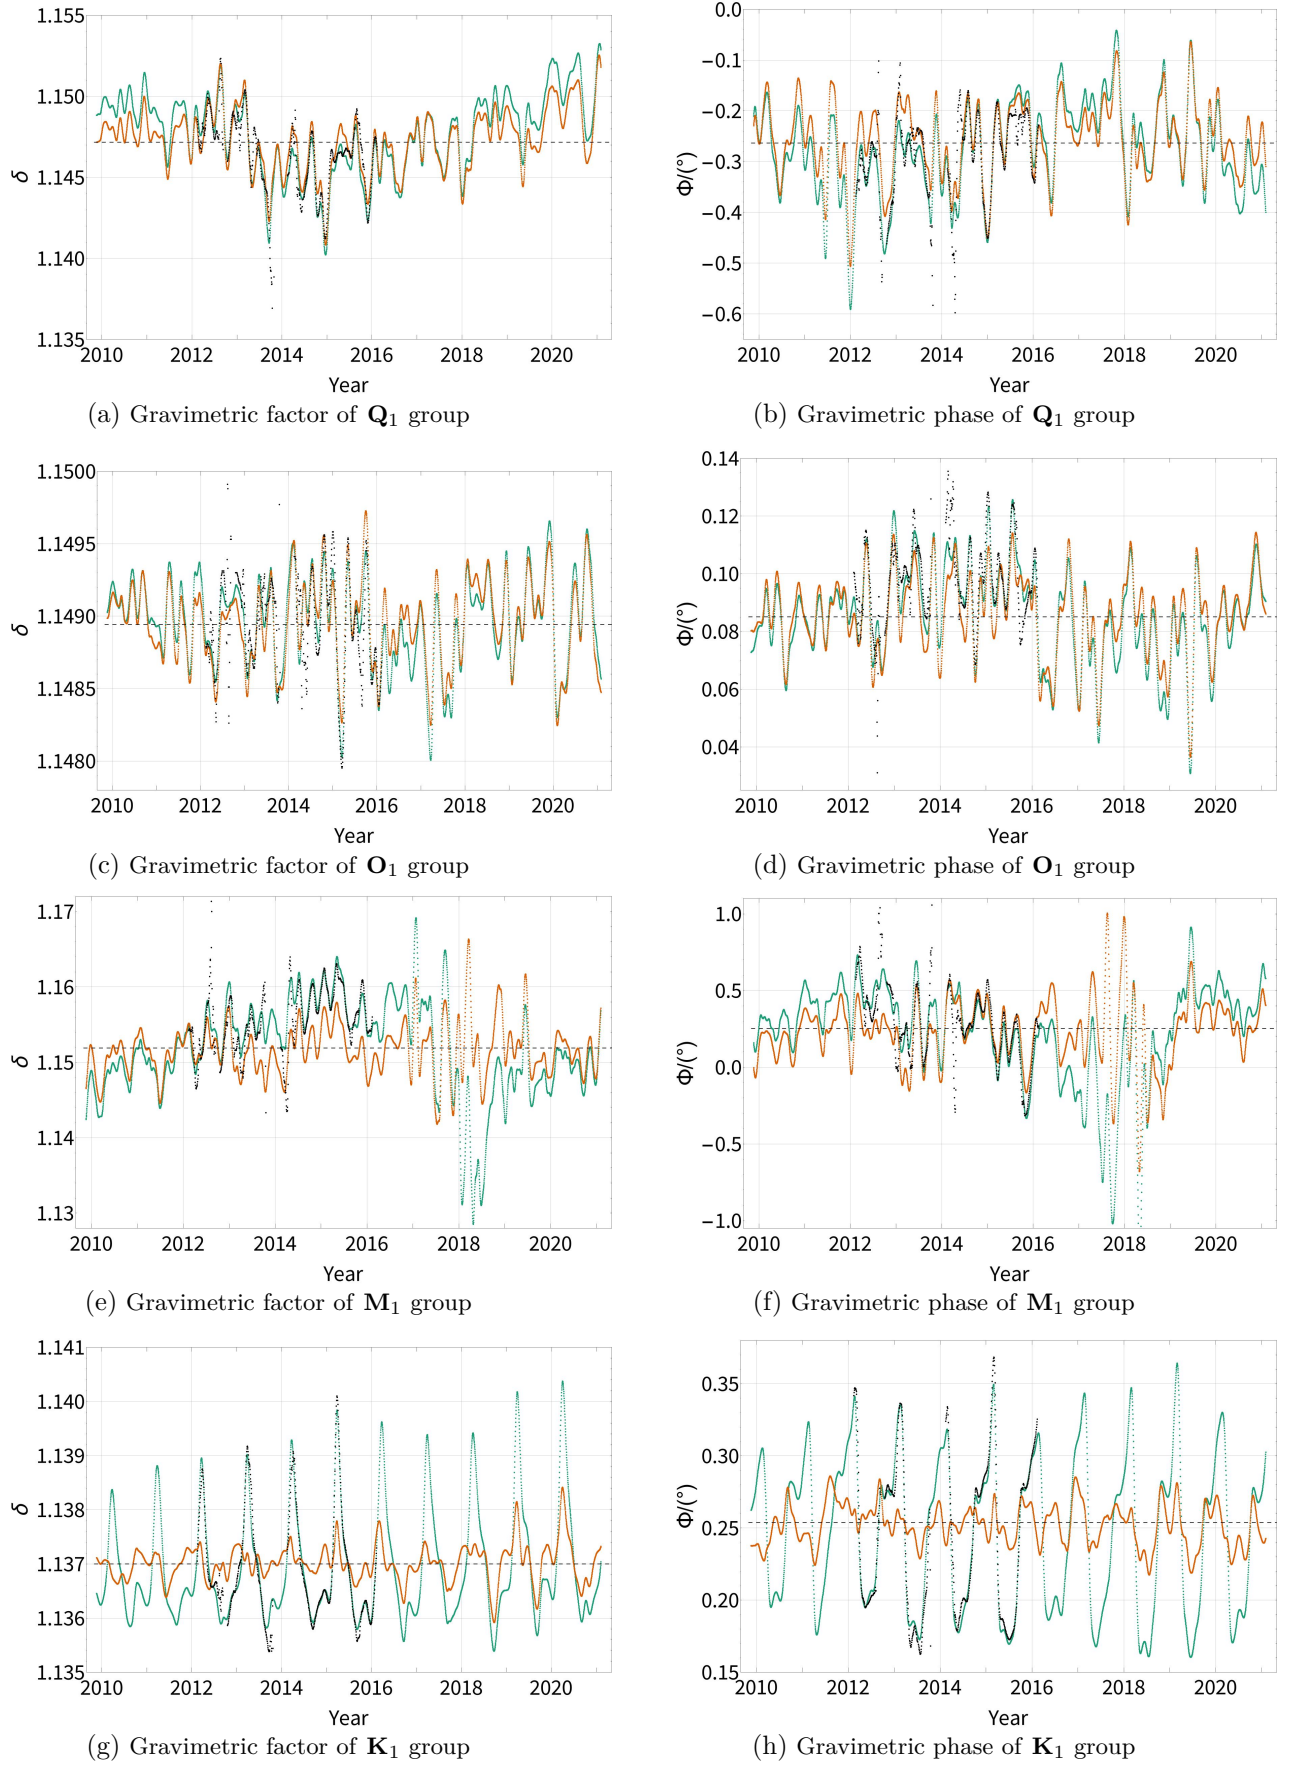 1.155
1.150
1.145
1.140
1.135
δ
2010 2012 2014 2016 2018 2020
Year
(a) Gravimetric factor of Q1 group
0.0
−0.1
−0.2
−0.3
−0.4
−0.5
−0.6
Φ/(°)
2010 2012 2014 2016 2018 2020
Year
(b) Gravimetric phase of Q1 group
1.1500
1.1495
1.1490
1.1485
1.1480
δ
2010 2012 2014 2016 2018 2020
Year
(c) Gravimetric factor of O1 group
0.14
0.12
0.10
0.08
0.06
0.04
Φ/(°)
2010 2012 2014 2016 2018 2020
Year
(d) Gravimetric phase of O1 group
1.17
1.16
1.15
1.14
1.13
δ
2010 2012 2014 2016 2018 2020
Year
(e) Gravimetric factor of M1 group
1.0
0.5
0.0
−0.5
−1.0
Φ/(°)
2010 2012 2014 2016 2018 2020
Year
(f) Gravimetric phase of M1 group
1.141
1.140
1.139
1.138
1.137
1.136
1.135
δ
2010 2012 2014 2016 2018 2020
Year
(g) Gravimetric factor of K1 group
0.35
0.30
0.25
0.20
0.15
Φ/(°)
2010 2012 2014 2016 2018 2020
Year
(h) Gravimetric phase of K1 group